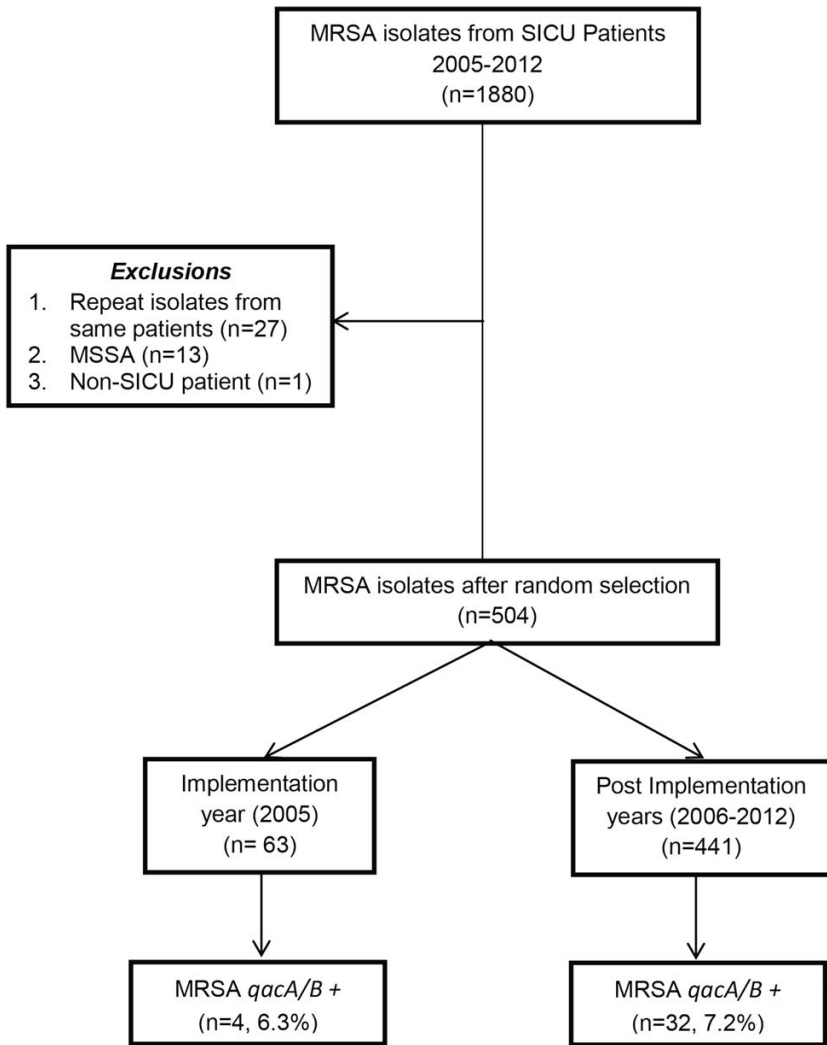 MRSA isolates from SICU Patients
2005-2012
(n=1880)
Exclusions
1. Repeat isolates from
same patients (n=27)
2. MSSA (n=13)
3. Non-SICU patient (n=1)
MRSA isolates after random selection
(n=504)
Implementation
year (2005)
(n= 63)
Post Implementation
years (2006-2012)
(n=441)
MRSA qacA/B +
(n=4, 6.3%)
MRSA qacA/B +
(n=32, 7.2%)